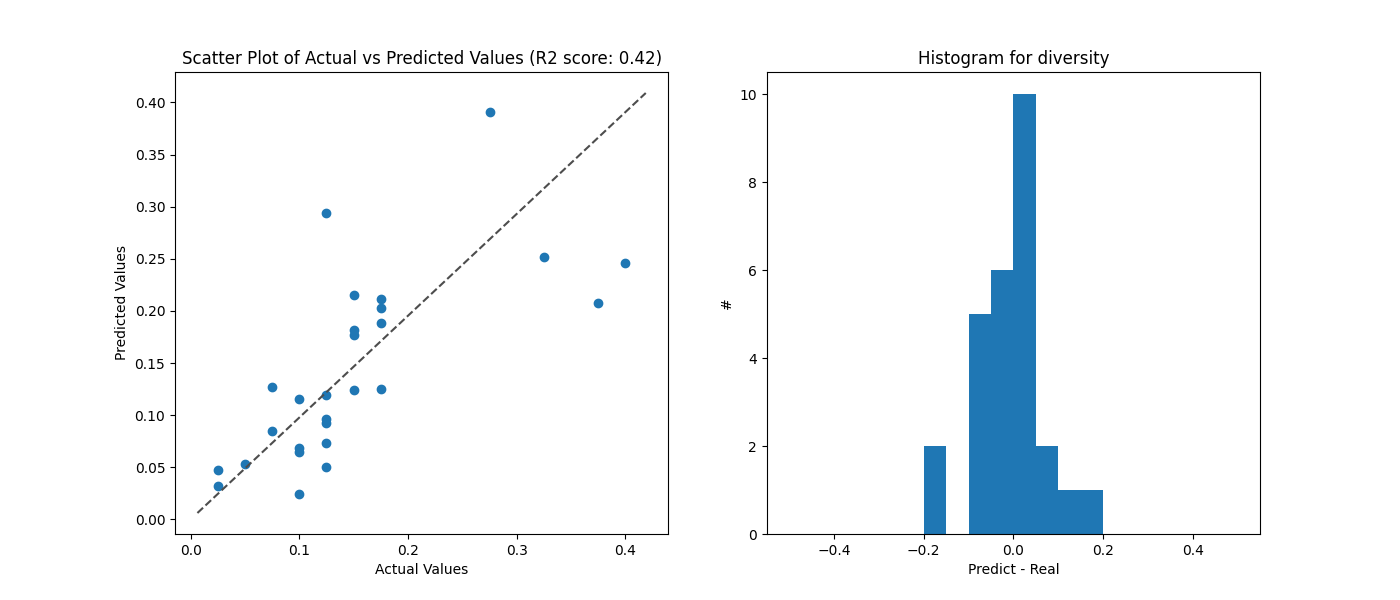 Scatter Plot of Actual vs Predicted Values (R2 score: 0.42)
0.40
0.35
0.30
0.25
0.20
0.15
0.10
0.05
0.00
Predicted Values
0.0 0.1 0.2 0.3 0.4
Actual Values
Histogram for diversity
10
8
6
4
2
0
#
−0.4 −0.2 0.0 0.2 0.4
Predict - Real